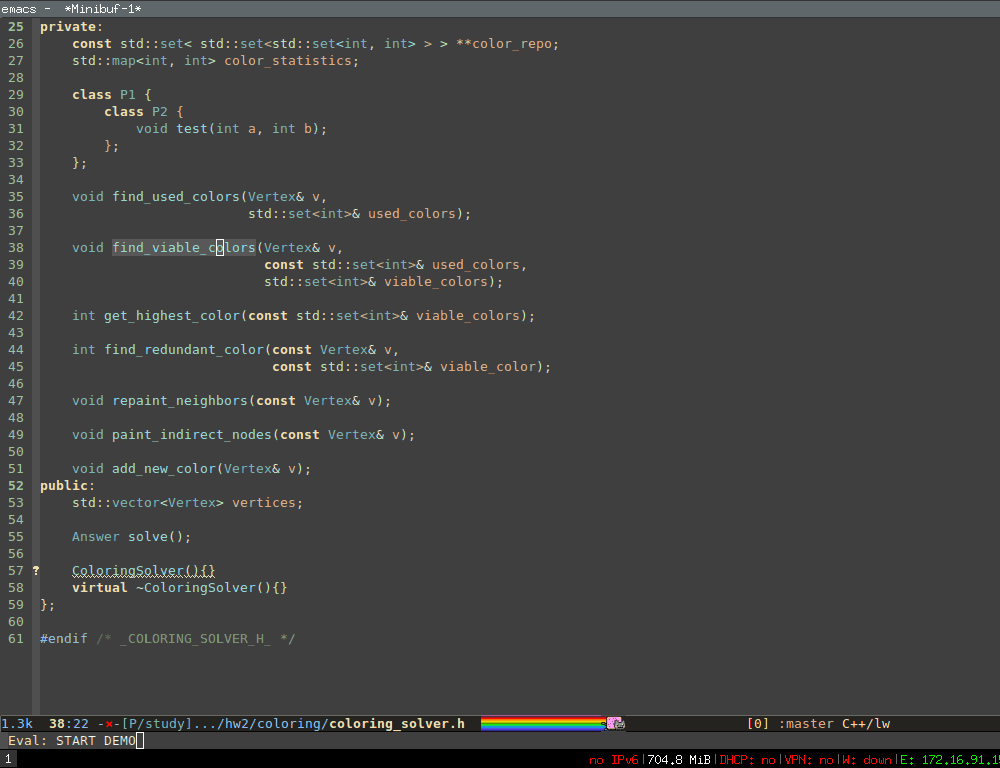 emacs -  *Minibuf-1*
25 private:
26     const std::set< std::set<std::set<int, int> > > **color_repo;
27     std::map<int, int> color_statistics;
28
29     class P1 {
30         class P2 {
31             void test(int a, int b);
32         };
33     };
34
35     void find_used_colors(Vertex& v,
36                           std::set<int>& used_colors);
37
38     void find_viable_colors(Vertex& v,
39                             const std::set<int>& used_colors,
40                             std::set<int>& viable_colors);
41
42     int get_highest_color(const std::set<int>& viable_colors);
43
44     int find_redundant_color(const Vertex& v,
45                              const std::set<int>& viable_color);
46
47     void repaint_neighbors(const Vertex& v);
48
49     void paint_indirect_nodes(const Vertex& v);
50
51     void add_new_color(Vertex& v);
52 public:
53     std::vector<Vertex> vertices;
54
55     Answer solve();
56
57 ?   ColoringSolver(){}
58     virtual ~ColoringSolver(){}
59 };
60
61 #endif /* _COLORING_SOLVER_H_ */
1.3k  38:22 -×-[P/study].../hw2/coloring/coloring_solver.h [0] :master C++/lw
Eval: START DEMO
1 no IPv6|704.8 MiB|DHCP: no|VPN: no|W: down|E: 172.16.91.1